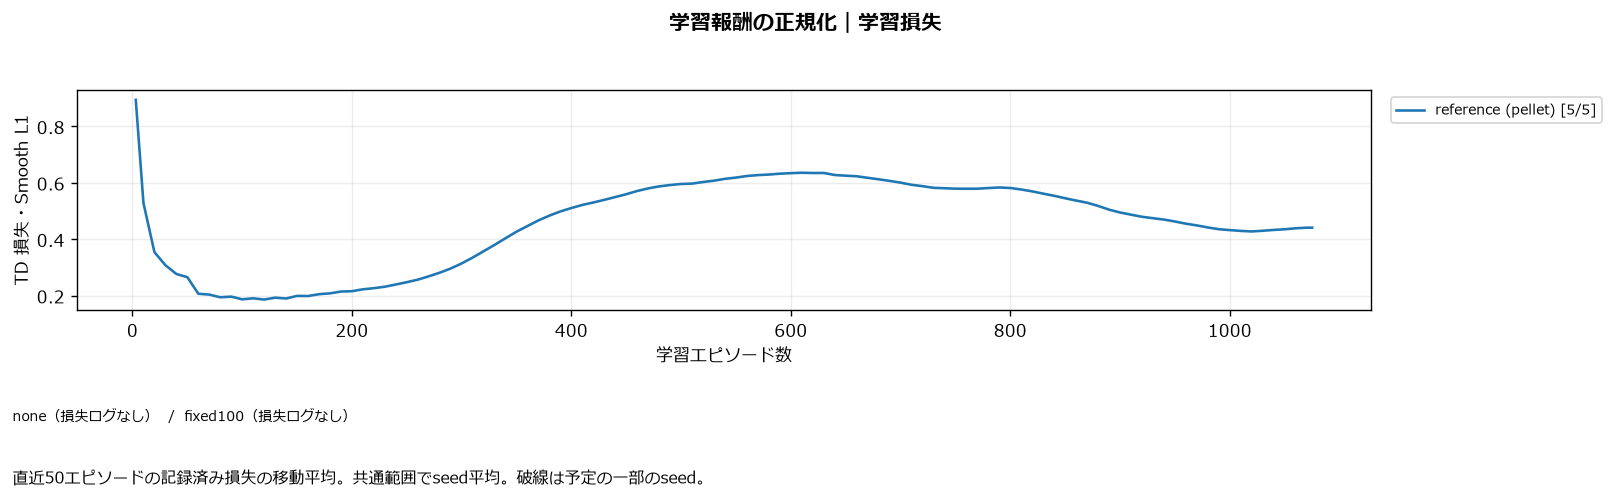 学習報酬の正規化｜学習損失
TD 損失・Smooth L1
0.8
0.6
0.4
0.2
0 200 400 600 800 1000
学習エピソード数
reference (pellet) [5/5]
none（損失ログなし） / fixed100（損失ログなし）
直近50エピソードの記録済み損失の移動平均。共通範囲でseed平均。破線は予定の一部のseed。